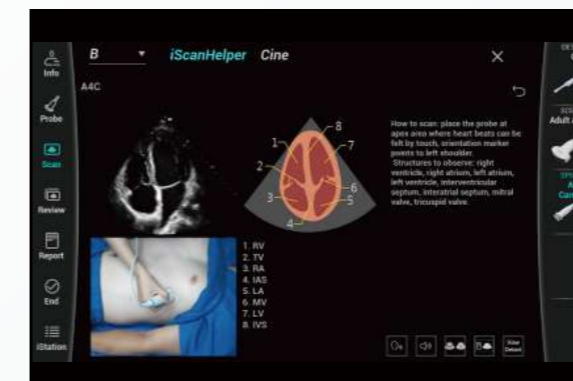 B
iScanHelper
Cine
Info
Probe
Scan
Review
Report
End
iStation
A4C
1
2
3
4
8
7
6
5
How to scan: place the probe at
apex area where heart beats can be
felt by touch, orientation marker
points to left shoulder.
Structures to observe: right
ventricle, right atrium, left atrium,
left ventricle, interventricular
septum, interatrial septum, mitral
valve, tricuspid valve.
1. RV
2. TV
3. RA
4. IAS
5. LA
6. MV
7. LV
8. IVS
Adult